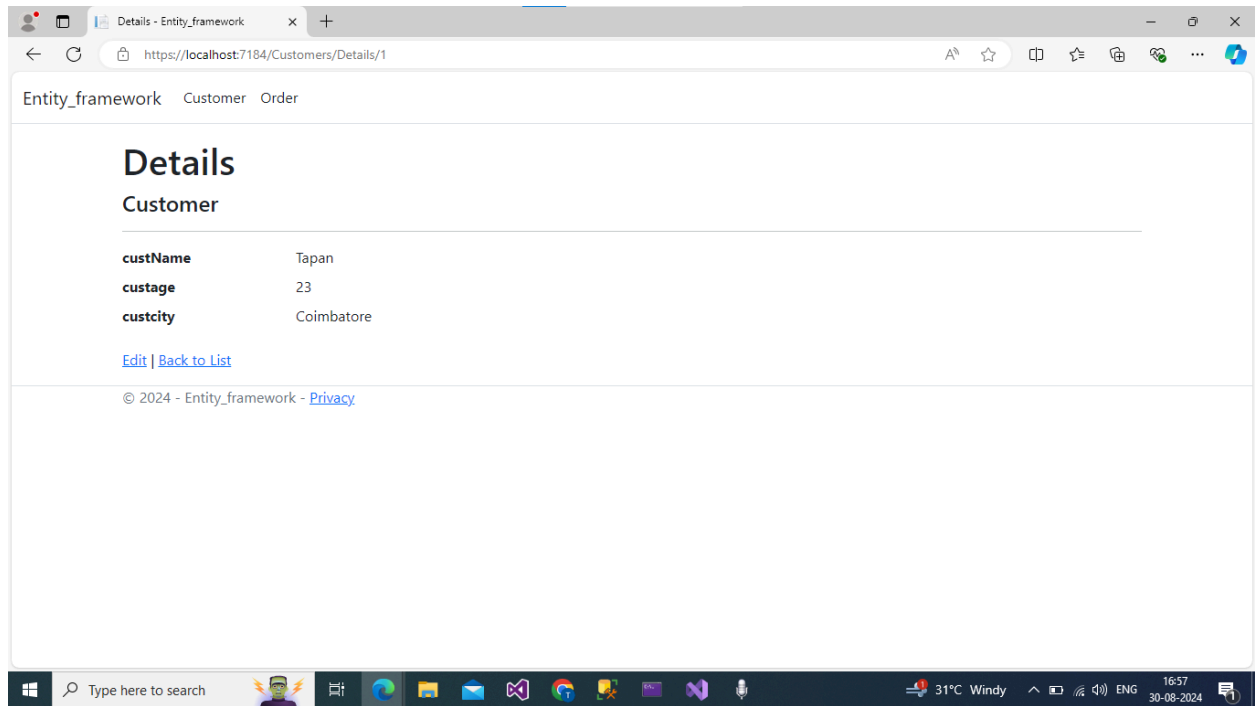 Details - Entity_framework
https://localhost:7184/Customers/Details/1
Entity_framework Customer Order
Details
Customer
custName Tapan
custage 23
custcity Coimbatore
Edit | Back to List
© 2024 - Entity_framework - Privacy
Type here to search
31°C Windy ENG 16:57
30-08-2024